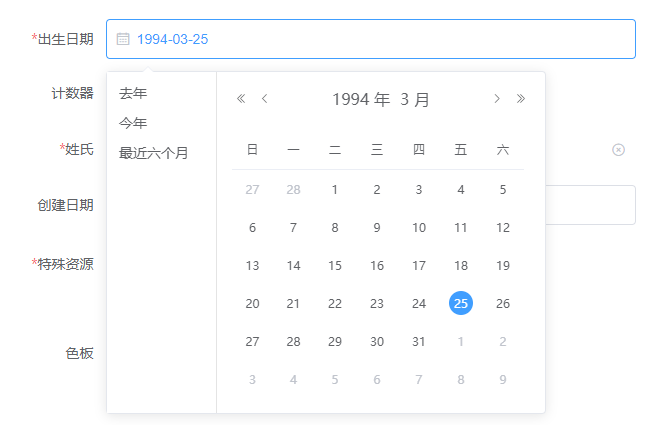 *出生日期 1994-03-25
计数器
*姓氏
创建日期
*特殊资源
色板
去年
今年
最近六个月
1994 年 3 月
日 一 二 三 四 五 六
27 28 1 2 3 4 5
6 7 8 9 10 11 12
13 14 15 16 17 18 19
20 21 22 23 24 25 26
27 28 29 30 31 1 2
3 4 5 6 7 8 9